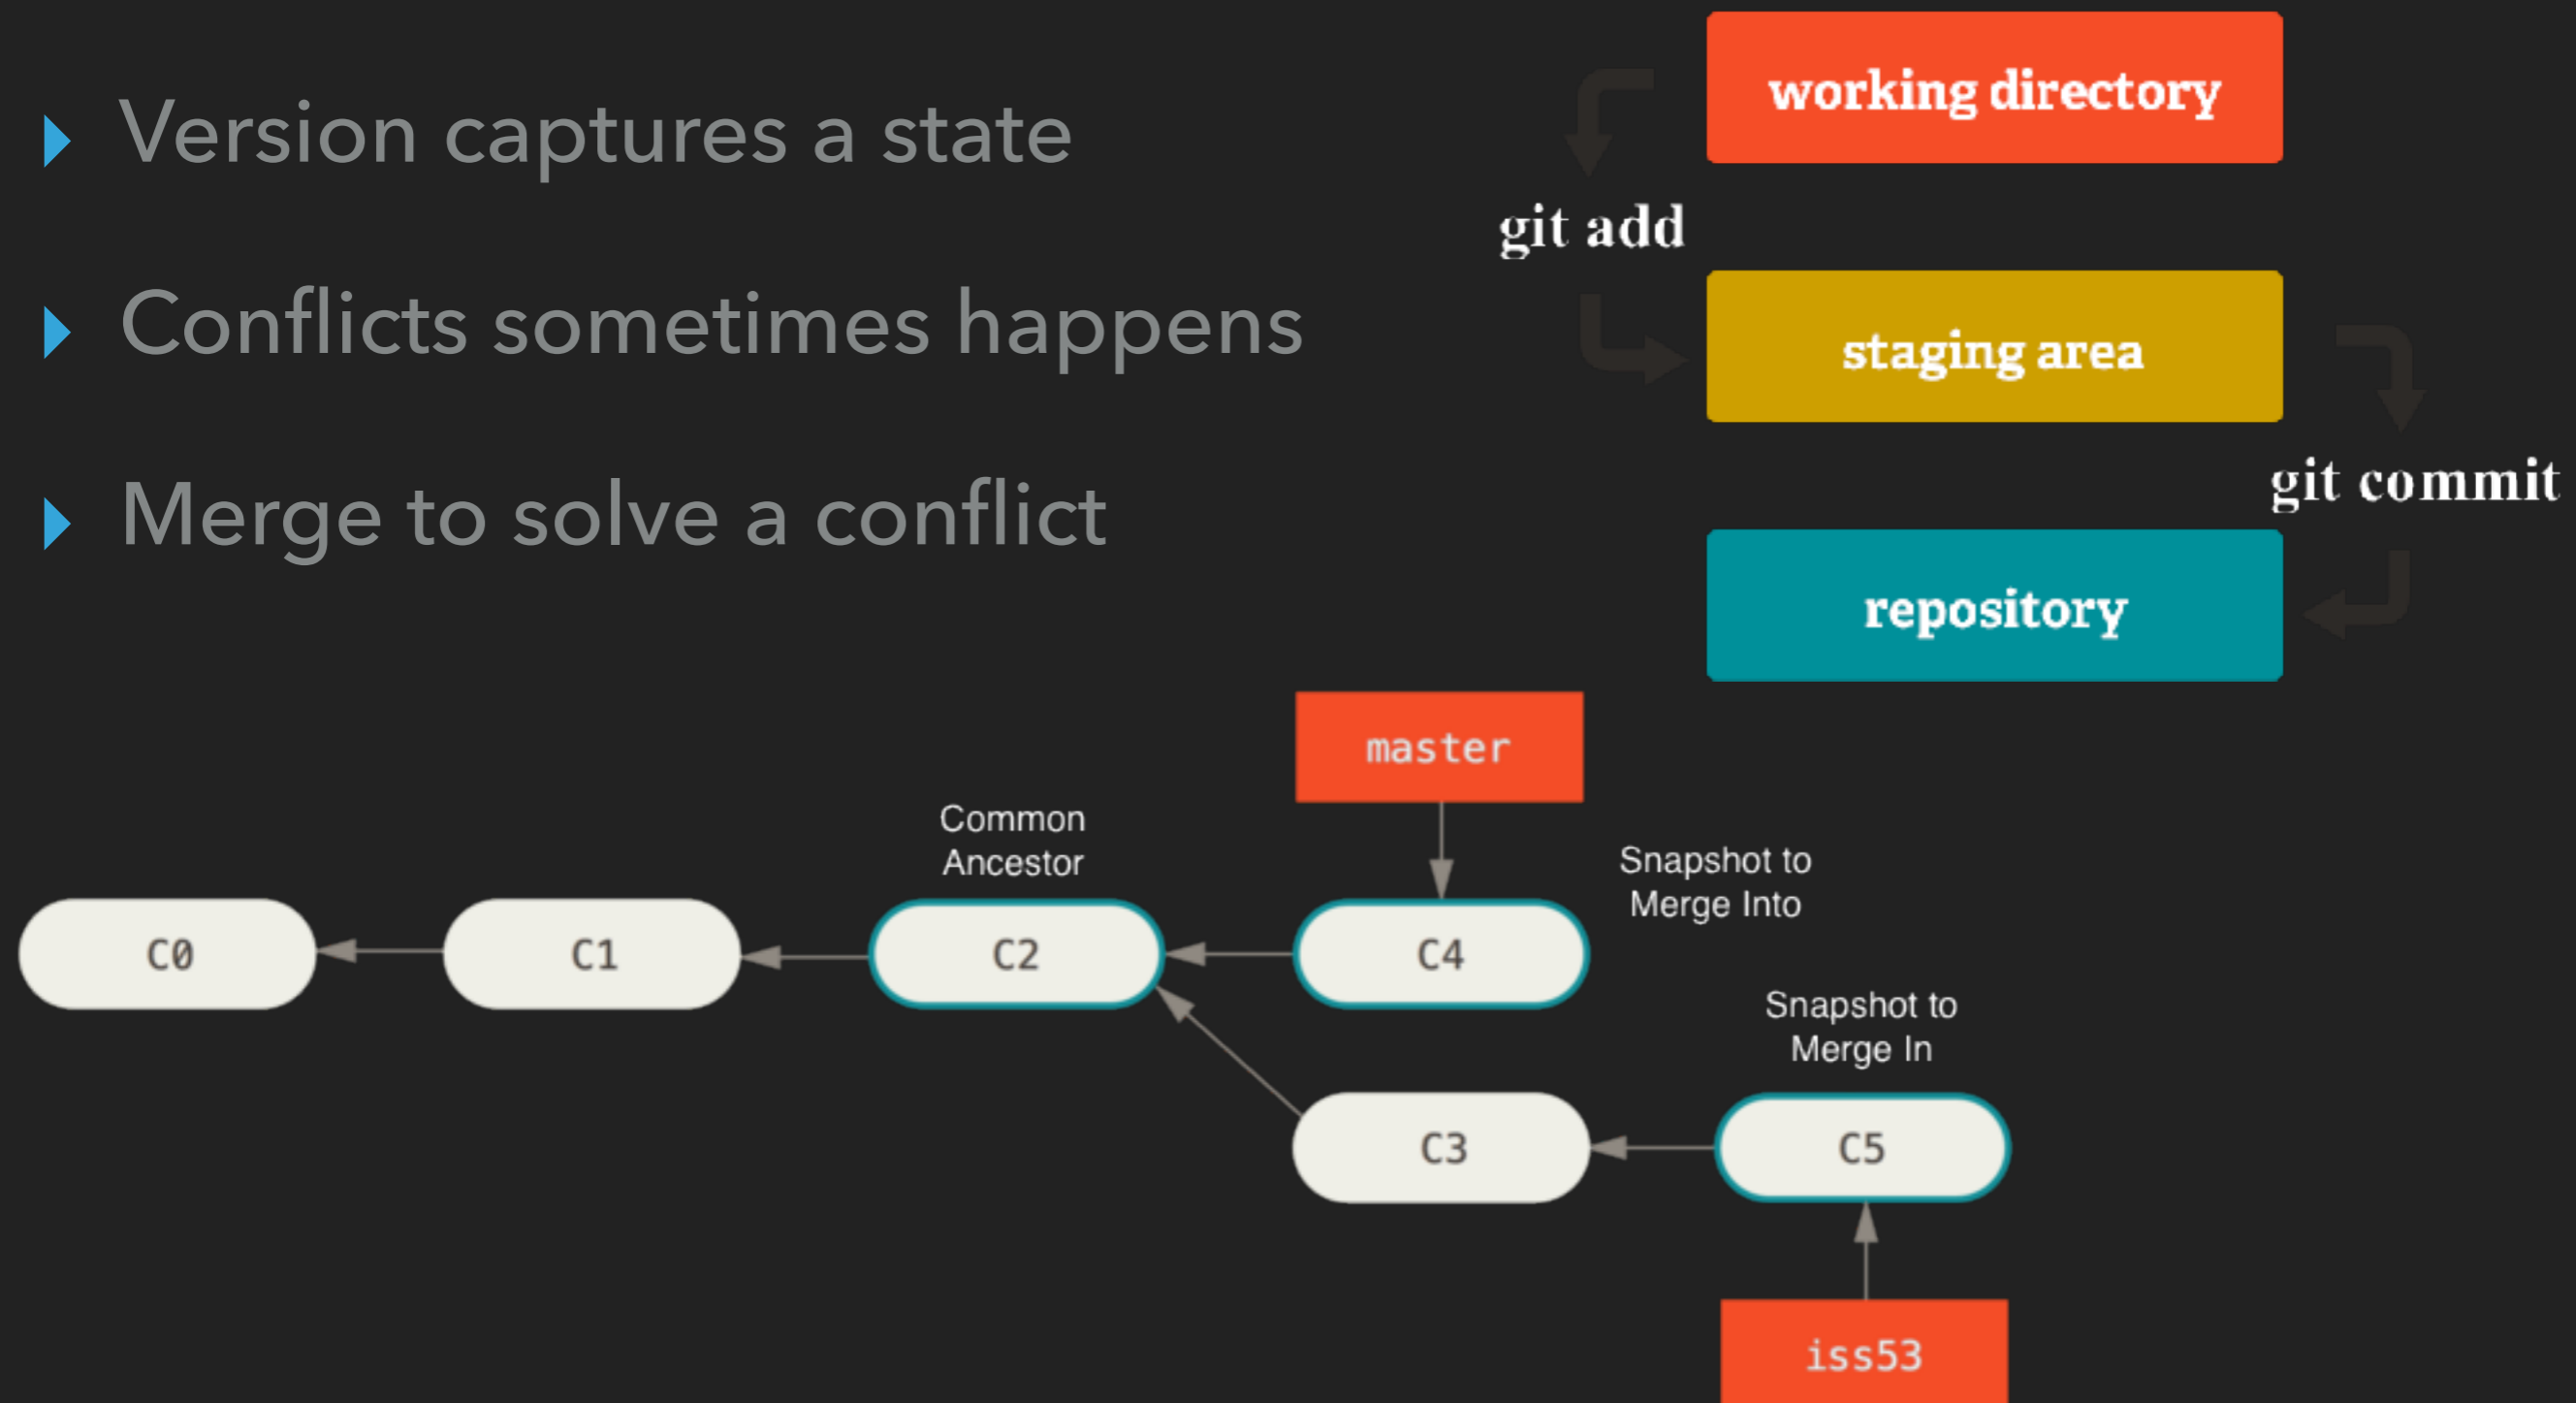 Version captures a state
Conflicts sometimes happens
Merge to solve a conflict
working directory
git add
staging area
git commit
repository
master
Common
Ancestor
Snapshot to
Merge Into
C0
C1
C2
C4
Snapshot to
Merge In
C3
C5
iss53